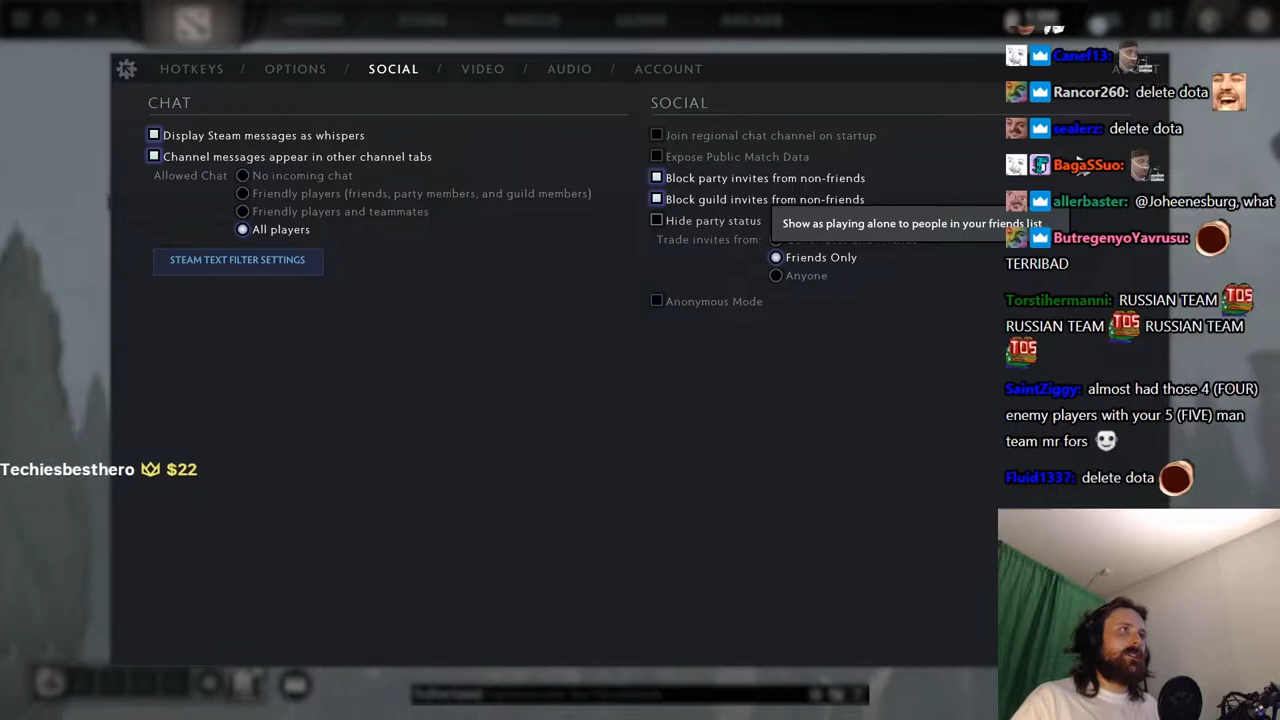 HOTKEYS
SOCIAL
VIDEO / AUDIO
ACCOUNT
CHAT
Display Steam messages as whispers
Channel messages appear in other channel tabs
Allowed Chat
No incoming
Friendly players (friends, party members, and guild members)
Friendly players and teammates
All players
STEAM TEXT FILTER SETTINGS
SOCIAL
Join regional chat channel on startup
Expose Public Match Data
Block party invites from non-friends
Block guild invites from non-friends
Hide party status
Show as playing alone to people in your friends list
Trade invites from:
Friends Only
Anyone
Anonymous Mode
Techiesbesthero $22
Canef13:
Rancor260: delete dota
sealerz: delete dota
BagaSSuo:
allerbaster: @Joheenesburg, what
ButregenyoYavrusu:
TERRIBAD
Torstihermanni: RUSSIAN TEAM TOS
RUSSIAN TEAM TOS RUSSIAN TEAM
TOS
SaintZiggy: almost had those 4 (FOUR)
enemy players with your 5 (FIVE) man
team mr fors
Fluid1337: delete dota